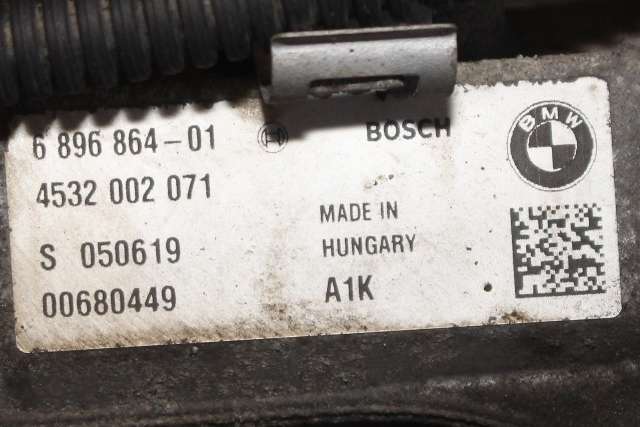 6 896 864-01 BOSCH
BMW
4532 002 071
MADE IN
HUNGARY
S 050619
00680449
A1K